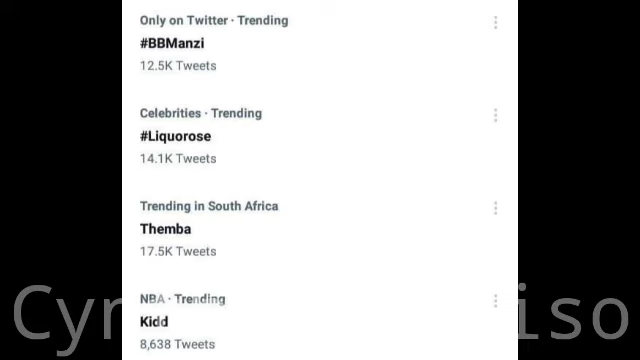 Only on Twitter · Trending
#BBManzi
12.5K Tweets
Celebrities · Trending
#Liquorose
14.1K Tweets
Trending in South Africa
Themba
17.5K Tweets
NBA · Trending
Kidd
8,638 Tweets